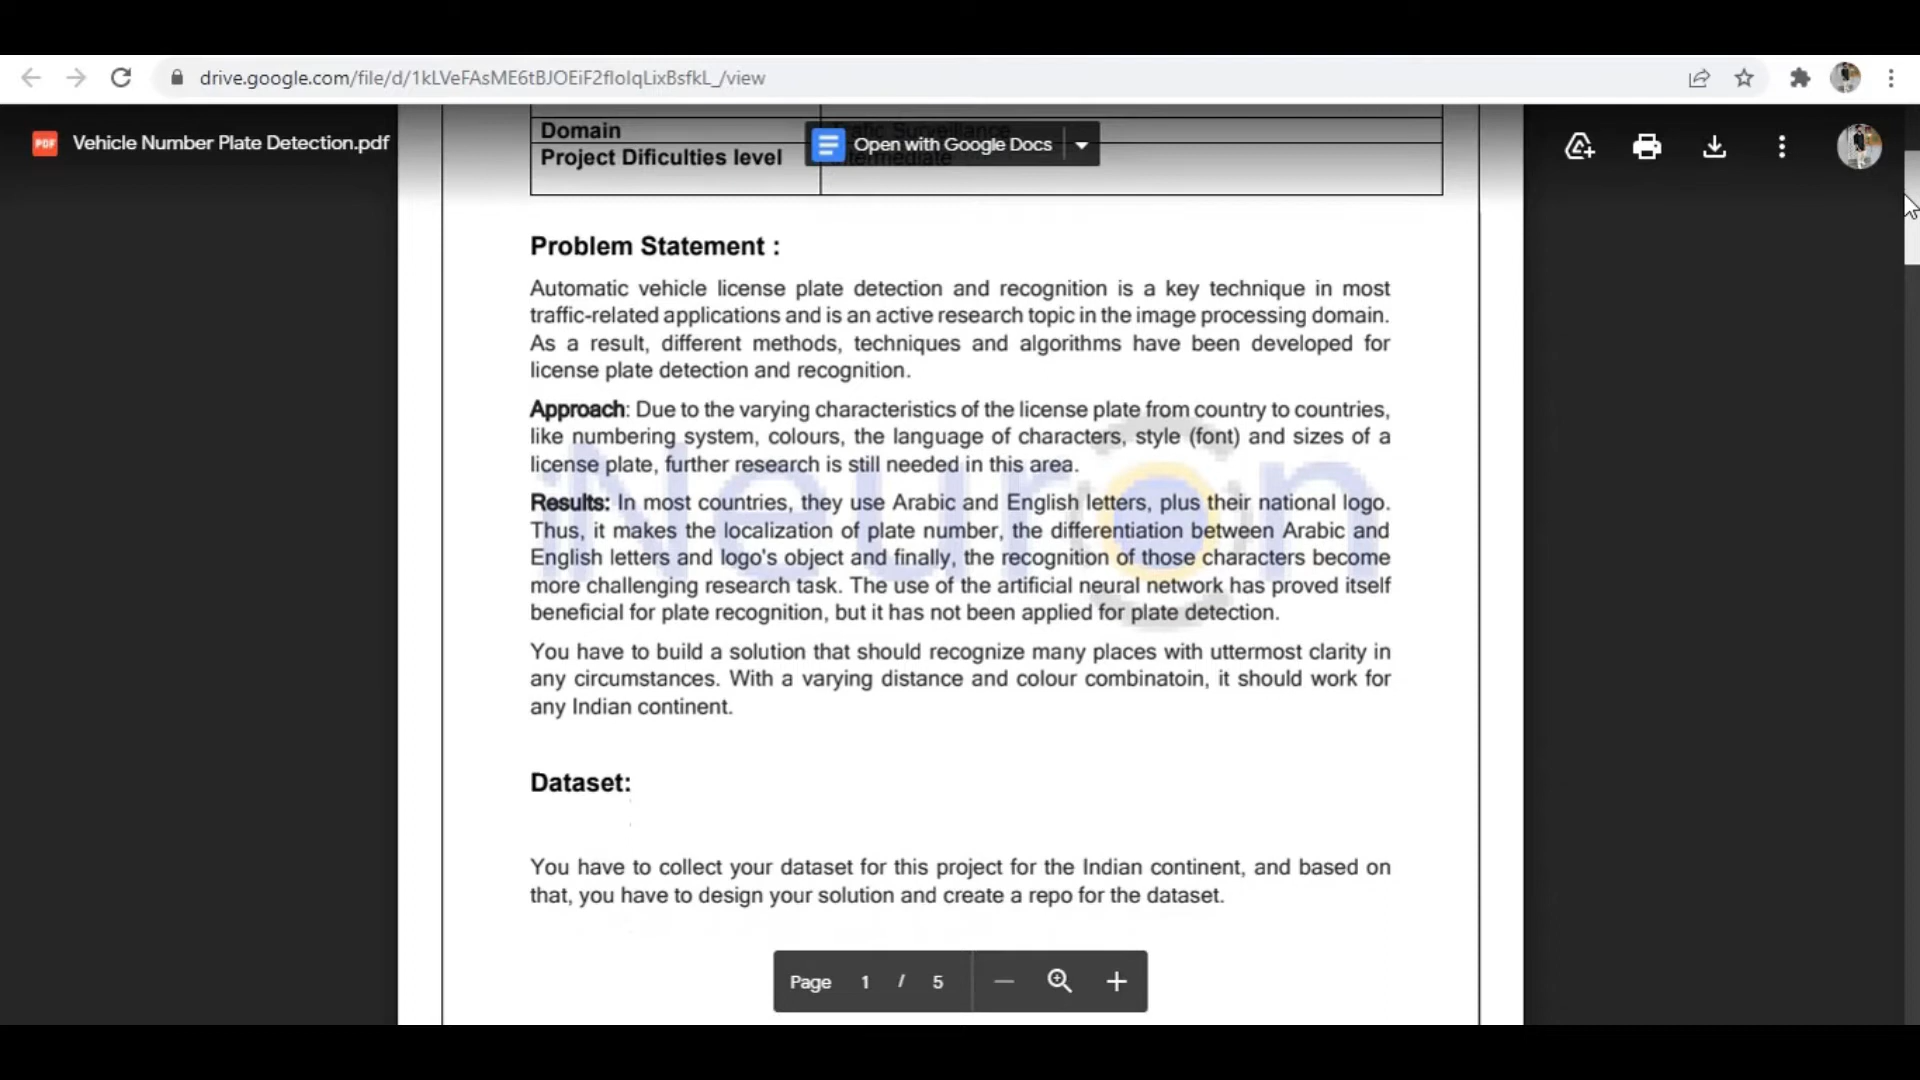 drive.google.com/file/d/1kLVeFAsME6tBJOEiF2floIqLixBsfkL_/view
PDF Vehicle Number Plate Detection.pdf
Open with Google Docs
Domain Trafic Surveillance
Project Dificulties level Intermediate
Problem Statement :
Automatic vehicle license plate detection and recognition is a key technique in most
traffic-related applications and is an active research topic in the image processing domain.
As a result, different methods, techniques and algorithms have been developed for
license plate detection and recognition.
Approach: Due to the varying characteristics of the license plate from country to countries,
like numbering system, colours, the language of characters, style (font) and sizes of a
license plate, further research is still needed in this area.
Results: In most countries, they use Arabic and English letters, plus their national logo.
Thus, it makes the localization of plate number, the differentiation between Arabic and
English letters and logo's object and finally, the recognition of those characters become
more challenging research task. The use of the artificial neural network has proved itself
beneficial for plate recognition, but it has not been applied for plate detection.
iNeuron
You have to build a solution that should recognize many places with uttermost clarity in
any circumstances. With a varying distance and colour combinatoin, it should work for
any Indian continent.
Dataset:
You have to collect your dataset for this project for the Indian continent, and based on
that, you have to design your solution and create a repo for the dataset.
Page 1 / 5